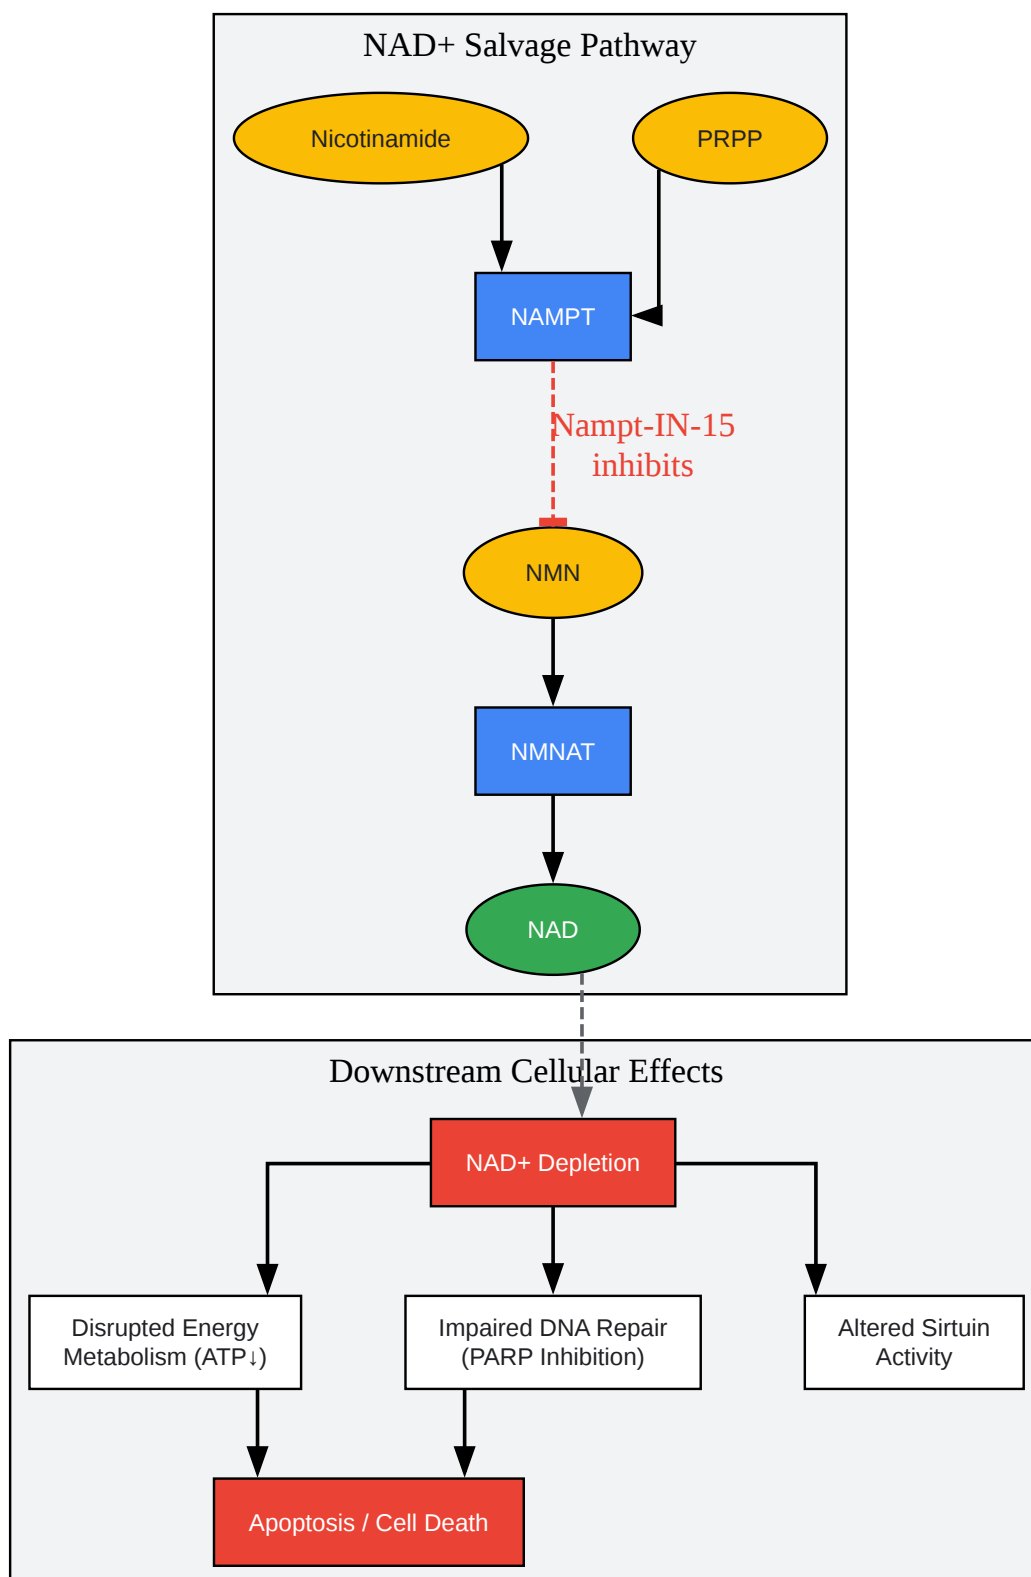 NAD+ Salvage Pathway
Nicotinamide
PRPP
NAMPT
Nampt-IN-15
inhibits
NMN
NMNAT
NAD
Downstream Cellular Effects
NAD+ Depletion
Disrupted Energy
Metabolism (ATP↓)
Impaired DNA Repair
(PARP Inhibition)
Altered Sirtuin
Activity
Apoptosis / Cell Death